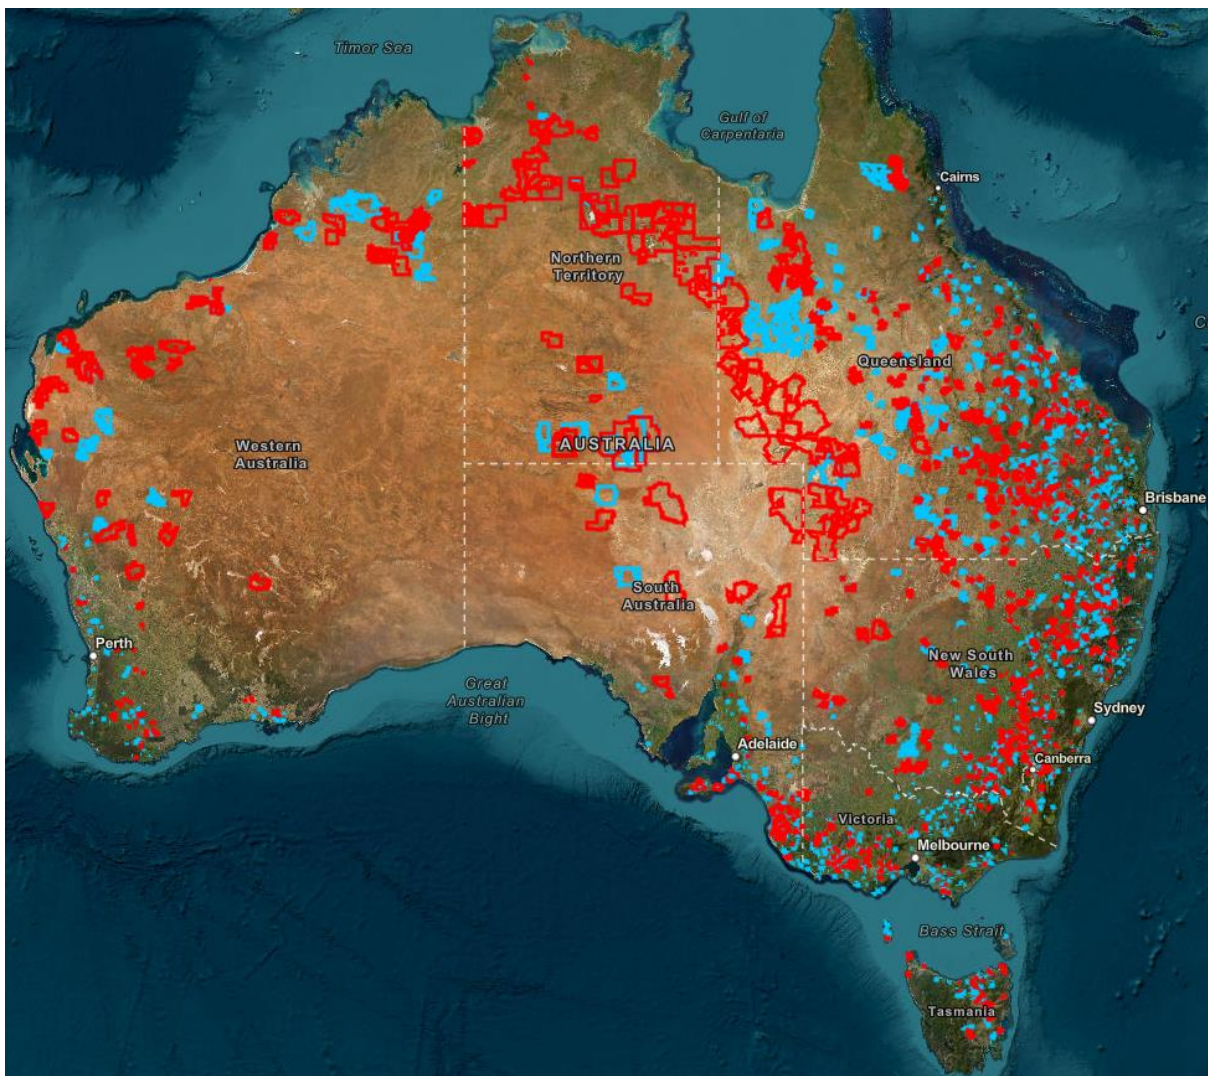 Timor Sea
Gulf of
Carpentaria
Cairns
Northern
Territory
C
Queensland
Western
Australia
AUSTRALIA
Brisbane
South
Australia
Perth
New South
Wales
Great
Australian
Bight
Sydney
Adelaide
Canberra
Victoria
Melbourne
Bass Strait
Tasmania